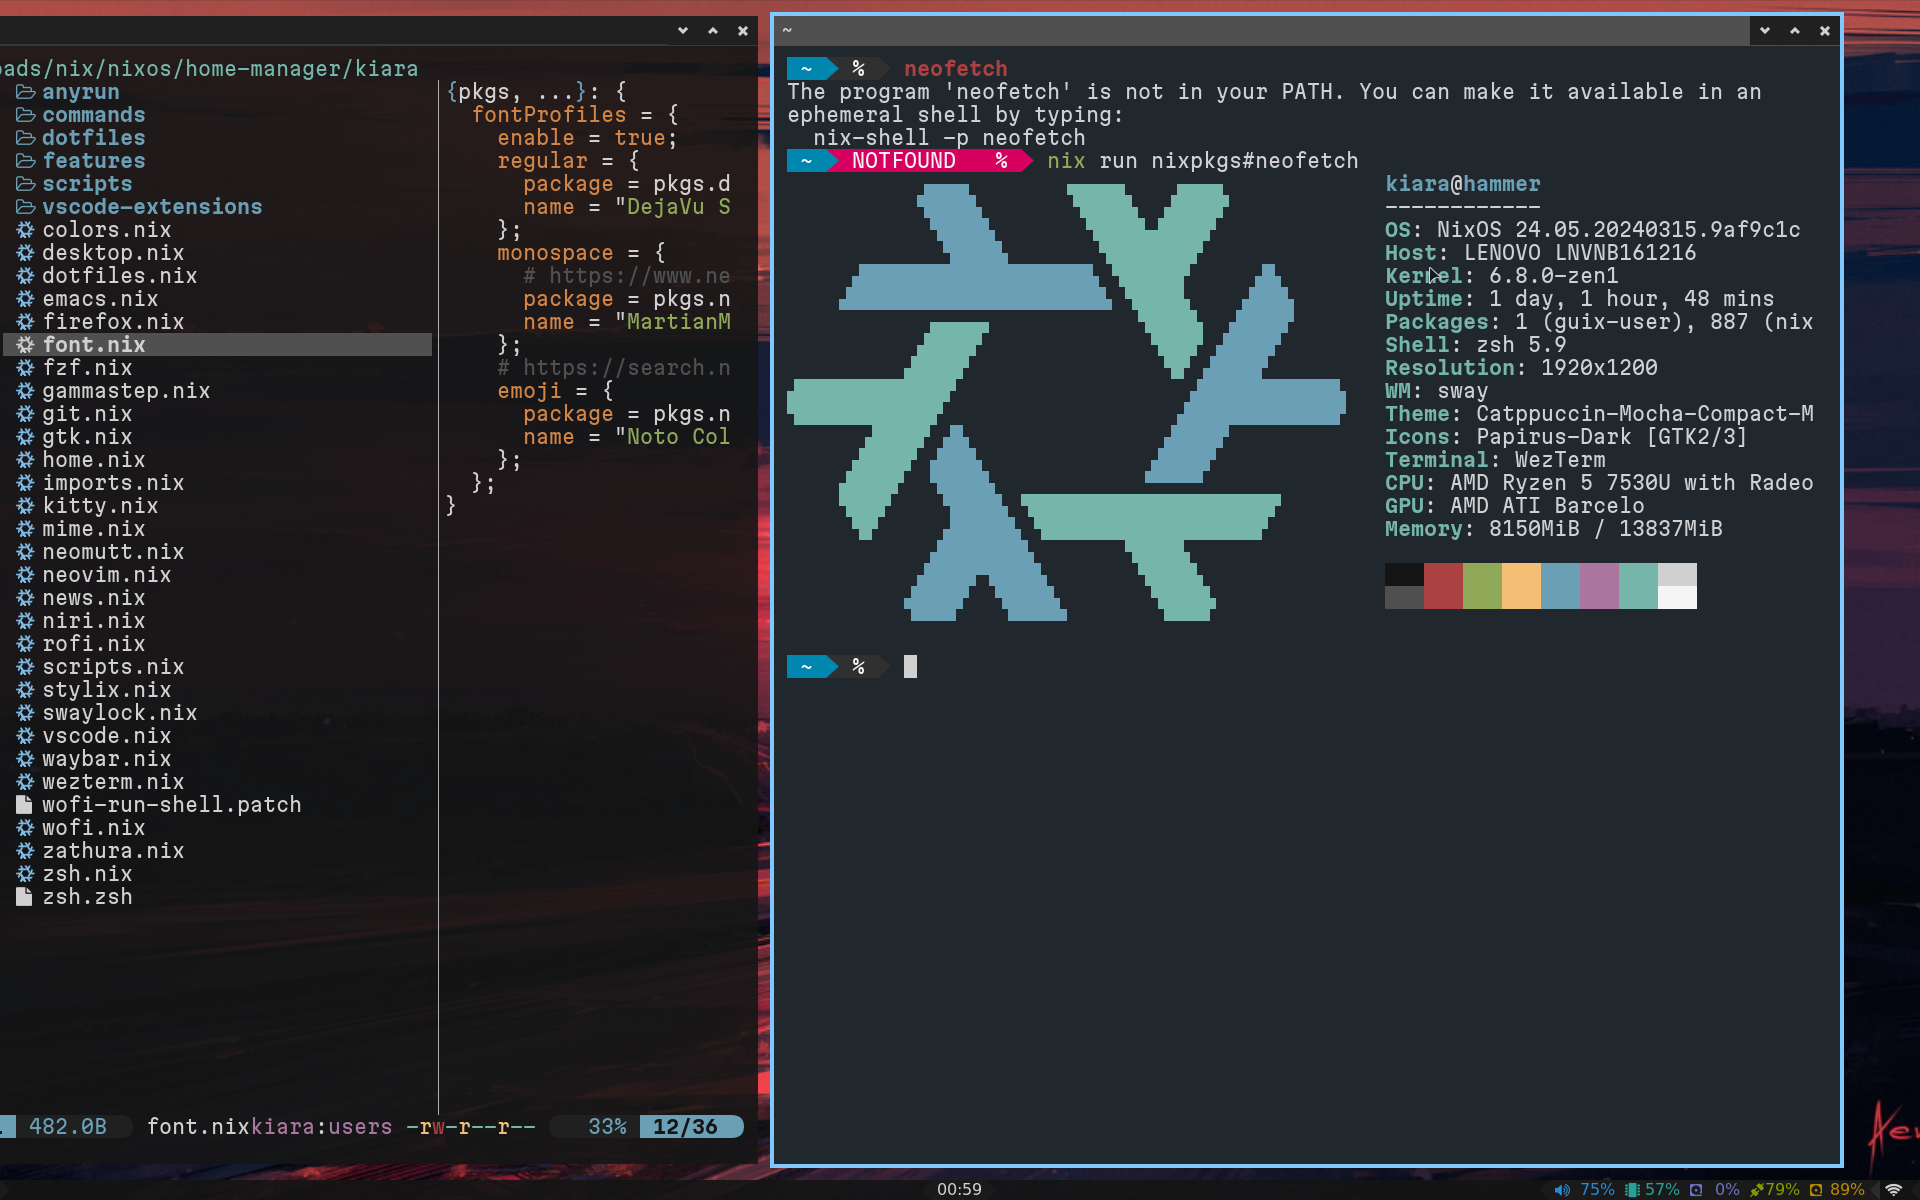 oads/nix/nixos/home-manager/kiara
anyrun
commands
dotfiles
features
scripts
vscode-extensions
colors.nix
desktop.nix
dotfiles.nix
emacs.nix
firefox.nix
font.nix
fzf.nix
gammastep.nix
git.nix
gtk.nix
home.nix
imports.nix
kitty.nix
mime.nix
neomutt.nix
neovim.nix
news.nix
niri.nix
rofi.nix
scripts.nix
stylix.nix
swaylock.nix
vscode.nix
waybar.nix
wezterm.nix
wofi-run-shell.patch
wofi.nix
zathura.nix
zsh.nix
zsh.zsh
{pkgs, ...}: {
  fontProfiles = {
    enable = true;
    regular = {
      package = pkgs.d
      name = "DejaVu S
    };
    monospace = {
      # https://www.ne
      package = pkgs.n
      name = "MartianM
    };
    # https://search.n
    emoji = {
      package = pkgs.n
      name = "Noto Col
    };
  };
}
482.0B font.nixkiara:users -rw-r--r-- 33% 12/36
~
~ % neofetch
The program 'neofetch' is not in your PATH. You can make it available in an
ephemeral shell by typing:
  nix-shell -p neofetch
~ NOTFOUND % nix run nixpkgs#neofetch
kiara@hammer
------------
OS: NixOS 24.05.20240315.9af9c1c
Host: LENOVO LNVNB161216
Kernel: 6.8.0-zen1
Uptime: 1 day, 1 hour, 48 mins
Packages: 1 (guix-user), 887 (nix
Shell: zsh 5.9
Resolution: 1920x1200
WM: sway
Theme: Catppuccin-Mocha-Compact-M
Icons: Papirus-Dark [GTK2/3]
Terminal: WezTerm
CPU: AMD Ryzen 5 7530U with Radeo
GPU: AMD ATI Barcelo
Memory: 8150MiB / 13837MiB
~ %
00:59
75% 57% 0% 79% 89%